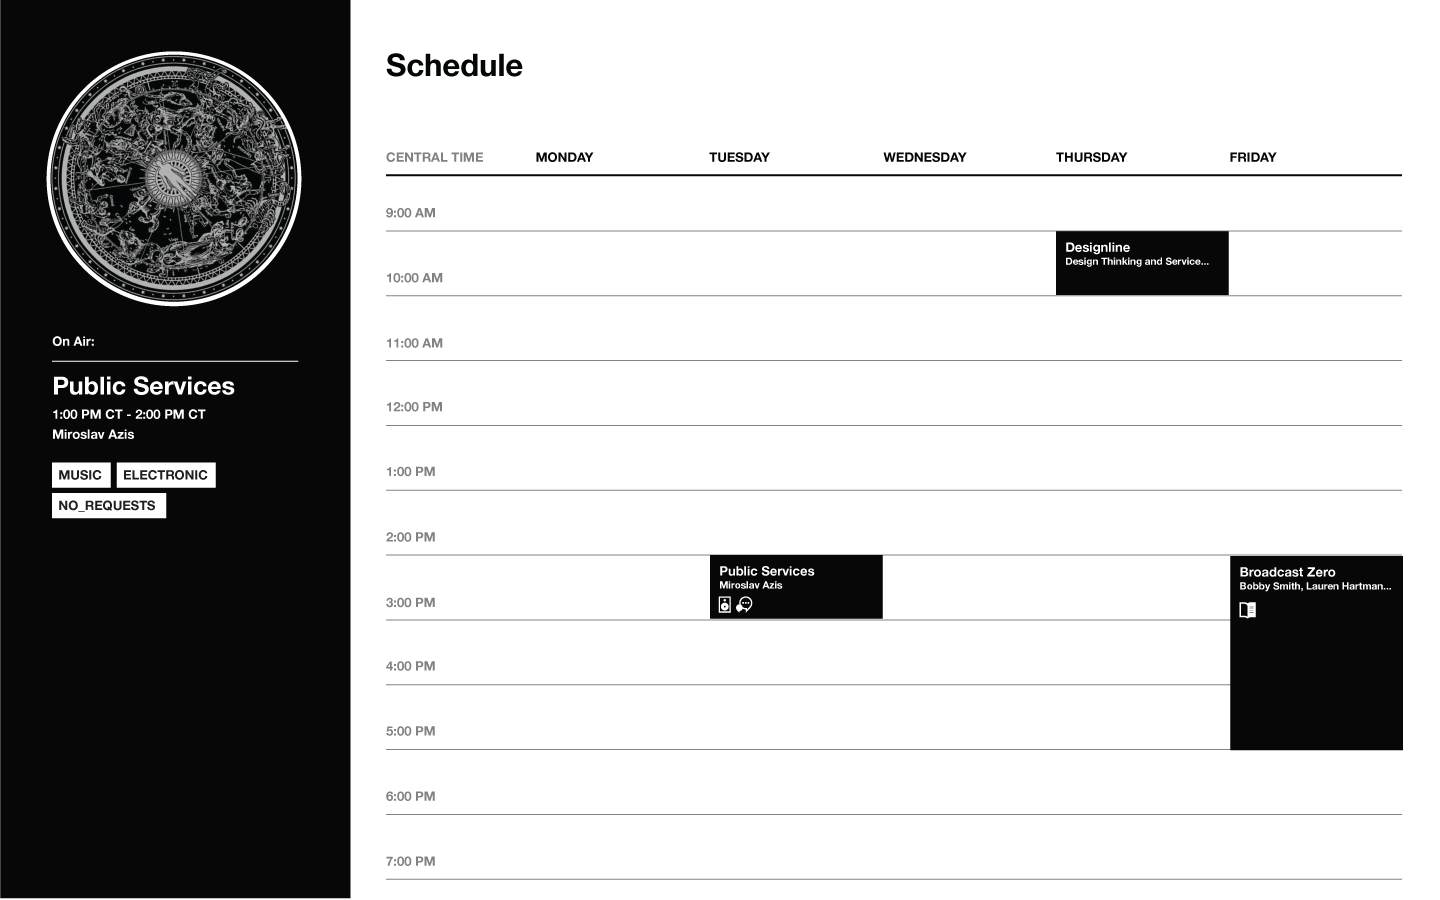 On Air:
Public Services
1:00 PM CT - 2:00 PM CT
Miroslav Azis
MUSIC ELECTRONIC
NO_REQUESTS
Schedule
CENTRAL TIME MONDAY TUESDAY WEDNESDAY THURSDAY FRIDAY
9:00 AM
Designline
Design Thinking and Service...
10:00 AM
11:00 AM
12:00 PM
1:00 PM
2:00 PM
Public Services
Miroslav Azis
Broadcast Zero
Bobby Smith, Lauren Hartman...
3:00 PM
4:00 PM
5:00 PM
6:00 PM
7:00 PM